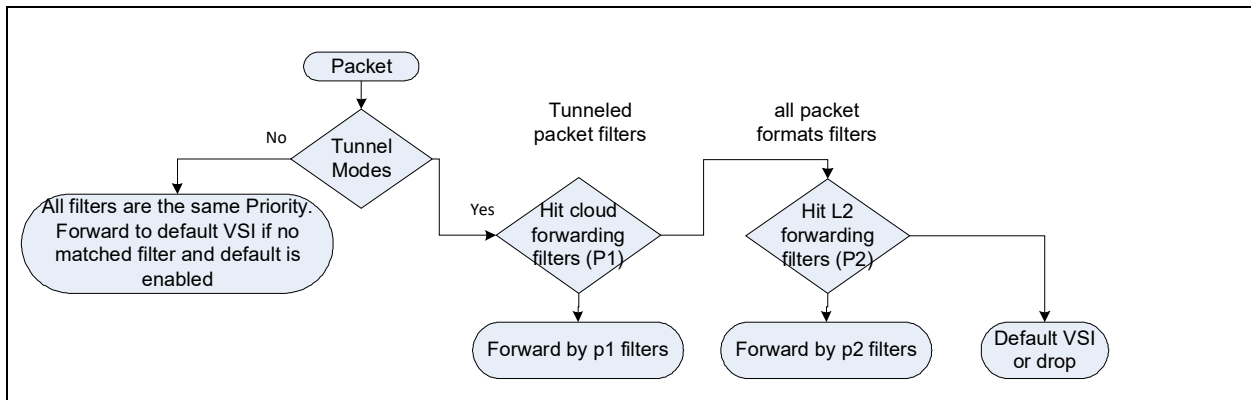 Packet
Tunneled
packet filters
all packet
formats filters
No
Tunnel
Modes
Yes
All filters are the same Priority.
Forward to default VSI if no
matched filter and default is
enabled
Hit cloud
forwarding
filters (P1)
Hit L2
forwarding
filters (P2)
Forward by p1 filters
Forward by p2 filters
Default VSI
or drop